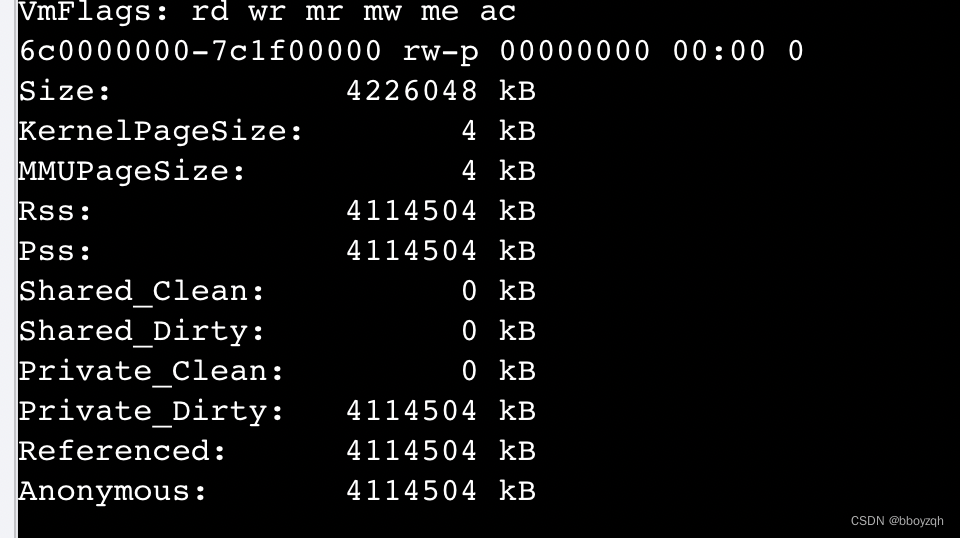 VmFlags: rd wr mr mw me ac
6c0000000-7c1f00000 rw-p 00000000 00:00 0
Size: 4226048 kB
KernelPageSize: 4 kB
MMUPageSize: 4 kB
Rss: 4114504 kB
Pss: 4114504 kB
Shared_Clean: 0 kB
Shared_Dirty: 0 kB
Private_Clean: 0 kB
Private_Dirty: 4114504 kB
Referenced: 4114504 kB
Anonymous: 4114504 kB
CSDN @bboyzqh